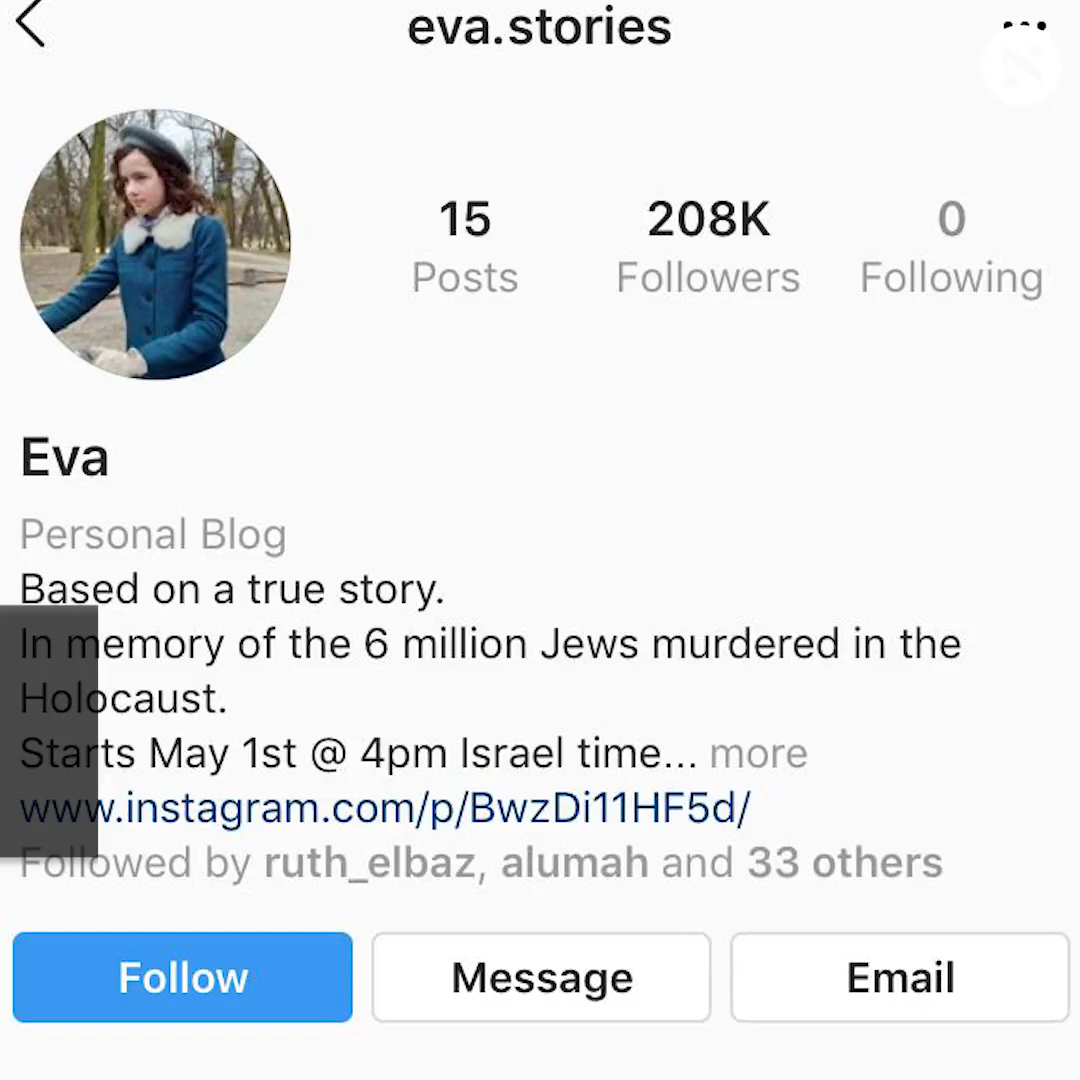 eva.stories
15 208K 0
Posts Followers Following
Eva
Personal Blog
Based on a true story.
In memory of the 6 million Jews murdered in the
Holocaust.
Starts May 1st @ 4pm Israel time... more
www.instagram.com/p/BwzDi11HF5d/
Followed by ruth_elbaz, alumah and 33 others
Follow Message Email